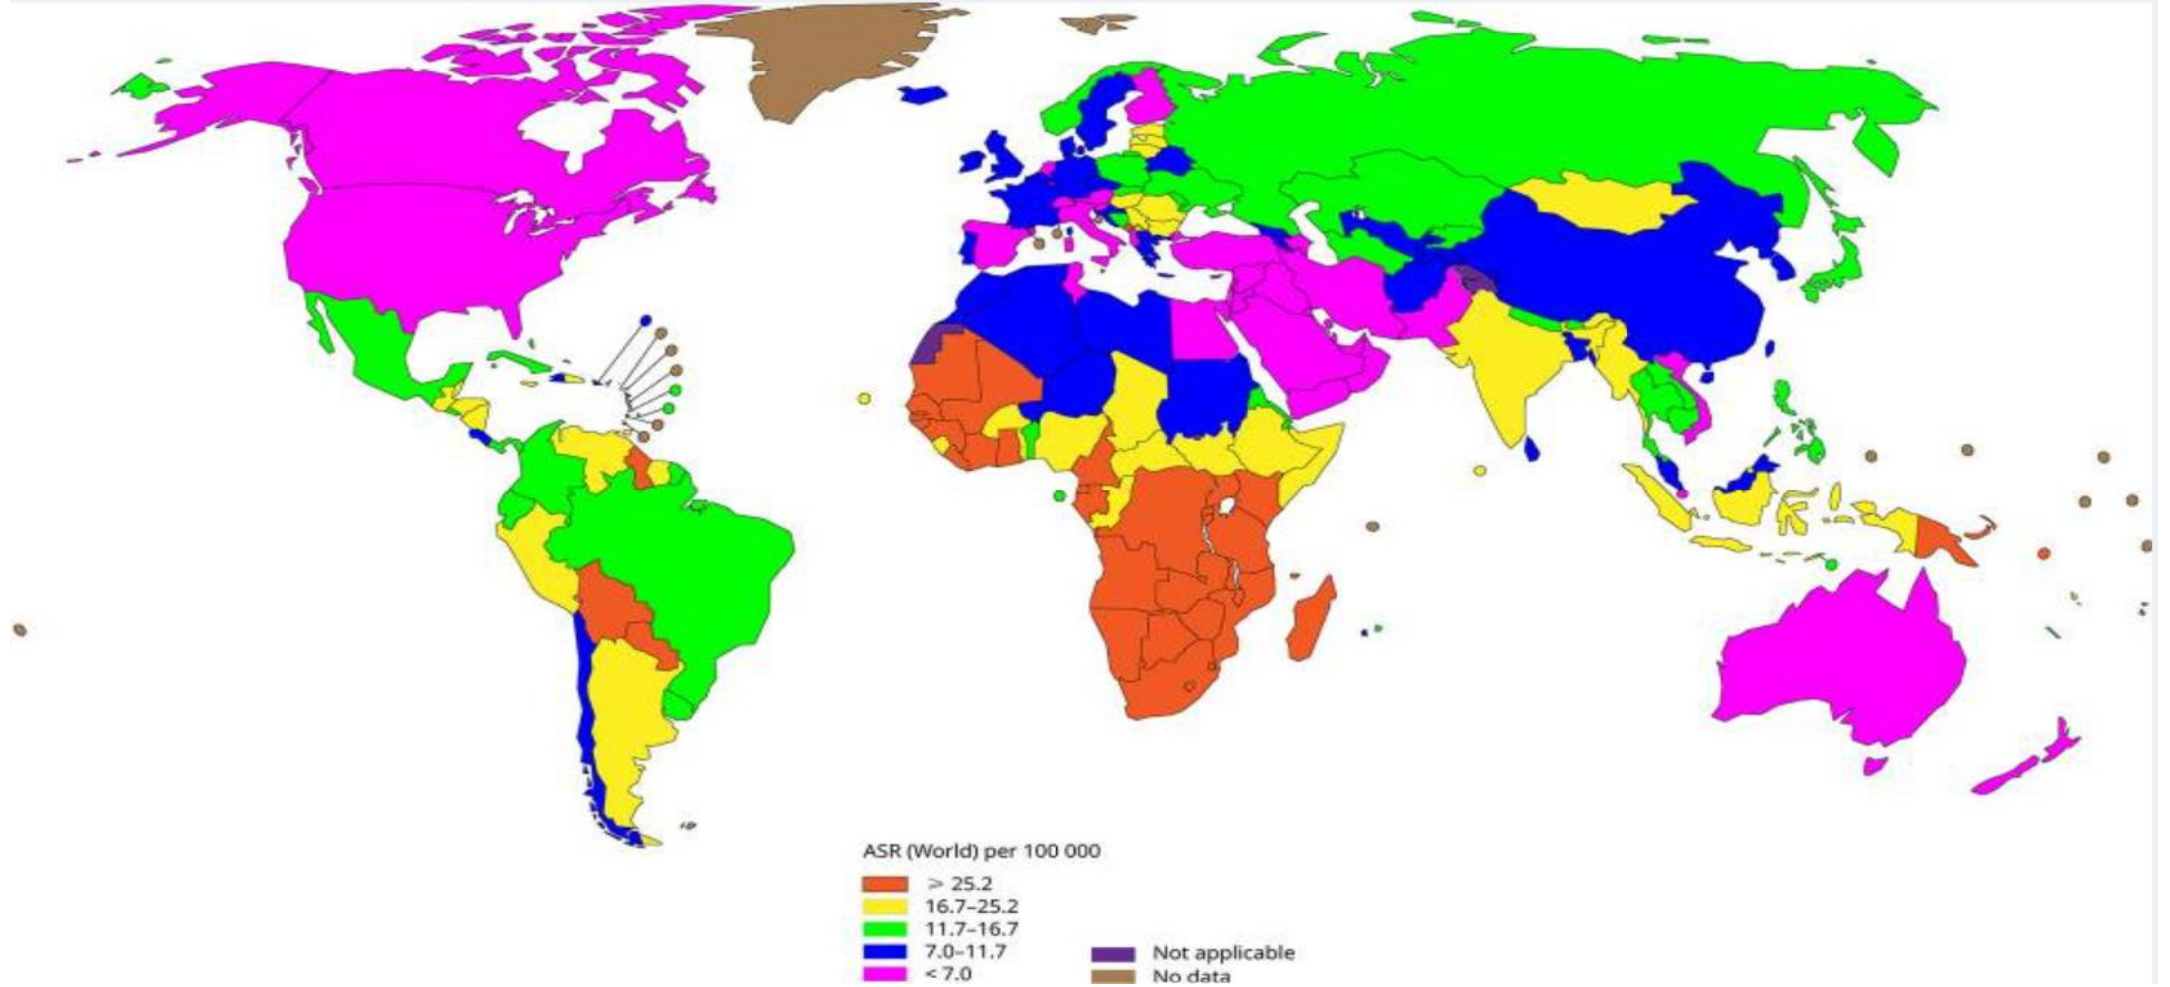 ASR (World) per 100 000
⩾ 25.2
16.7–25.2
11.7–16.7
7.0–11.7
< 7.0
Not applicable
No data